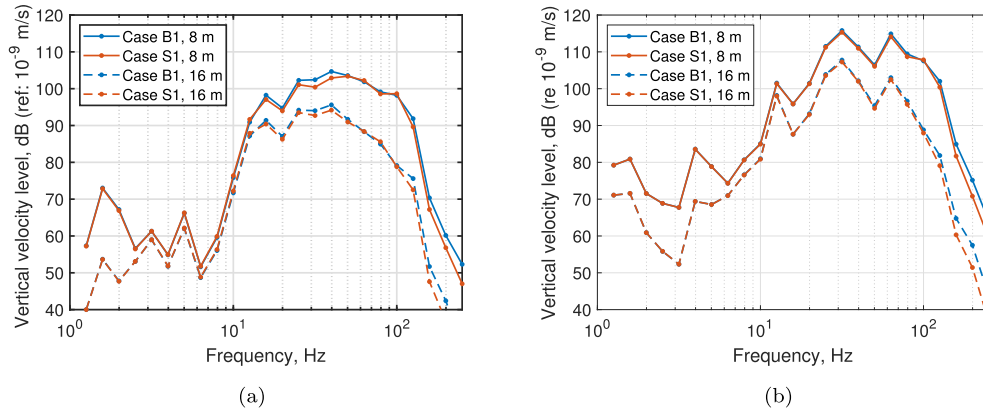 Vertical velocity level, dB (ref: 10^-9 m/s)
120
110
100
90
80
70
60
50
40
Case B1, 8 m
Case S1, 8 m
Case B1, 16 m
Case S1, 16 m
10^0 10^1 10^2
Frequency, Hz
(a)
Vertical velocity level, dB (re 10^-9 m/s)
120
110
100
90
80
70
60
50
40
Case B1, 8 m
Case S1, 8 m
Case B1, 16 m
Case S1, 16 m
10^0 10^1 10^2
Frequency, Hz
(b)